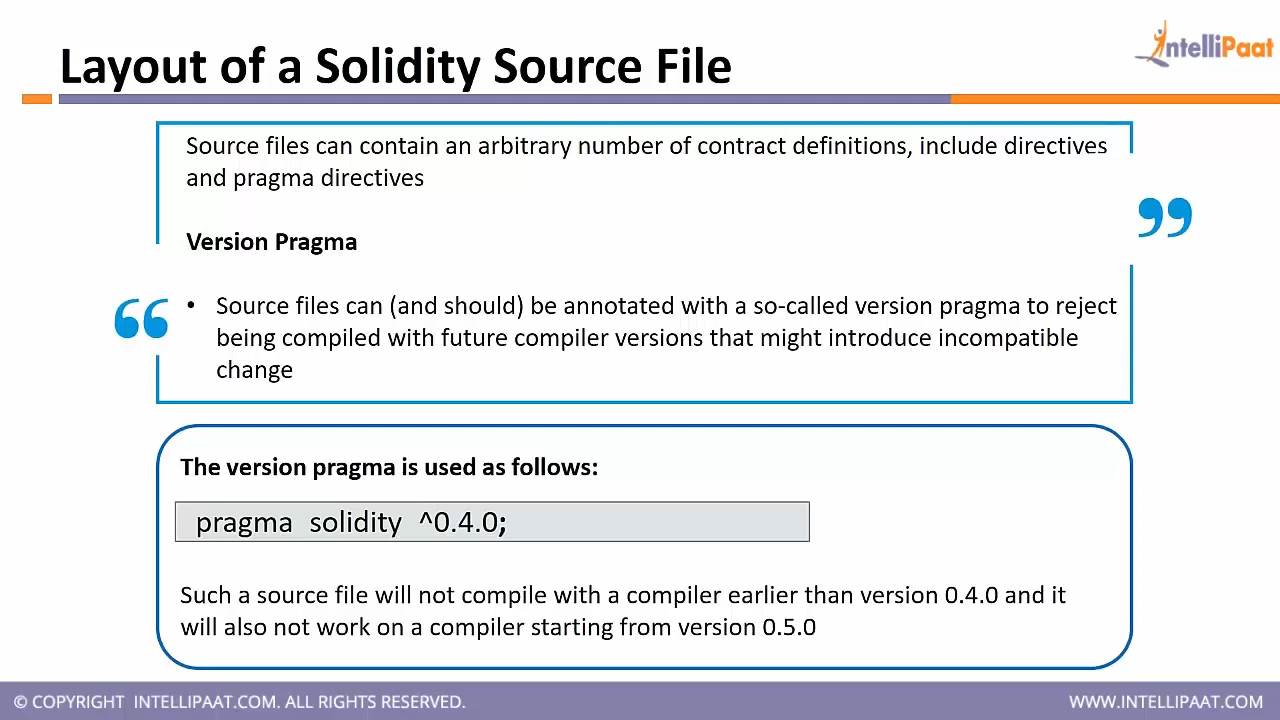 Layout of a Solidity Source File
IntelliPaat
Source files can contain an arbitrary number of contract definitions, include directives
and pragma directives
Version Pragma
• Source files can (and should) be annotated with a so-called version pragma to reject
being compiled with future compiler versions that might introduce incompatible
change
The version pragma is used as follows:
pragma solidity ^0.4.0;
Such a source file will not compile with a compiler earlier than version 0.4.0 and it
will also not work on a compiler starting from version 0.5.0
© COPYRIGHT INTELLIPAAT.COM. ALL RIGHTS RESERVED.
WWW.INTELLIPAAT.COM